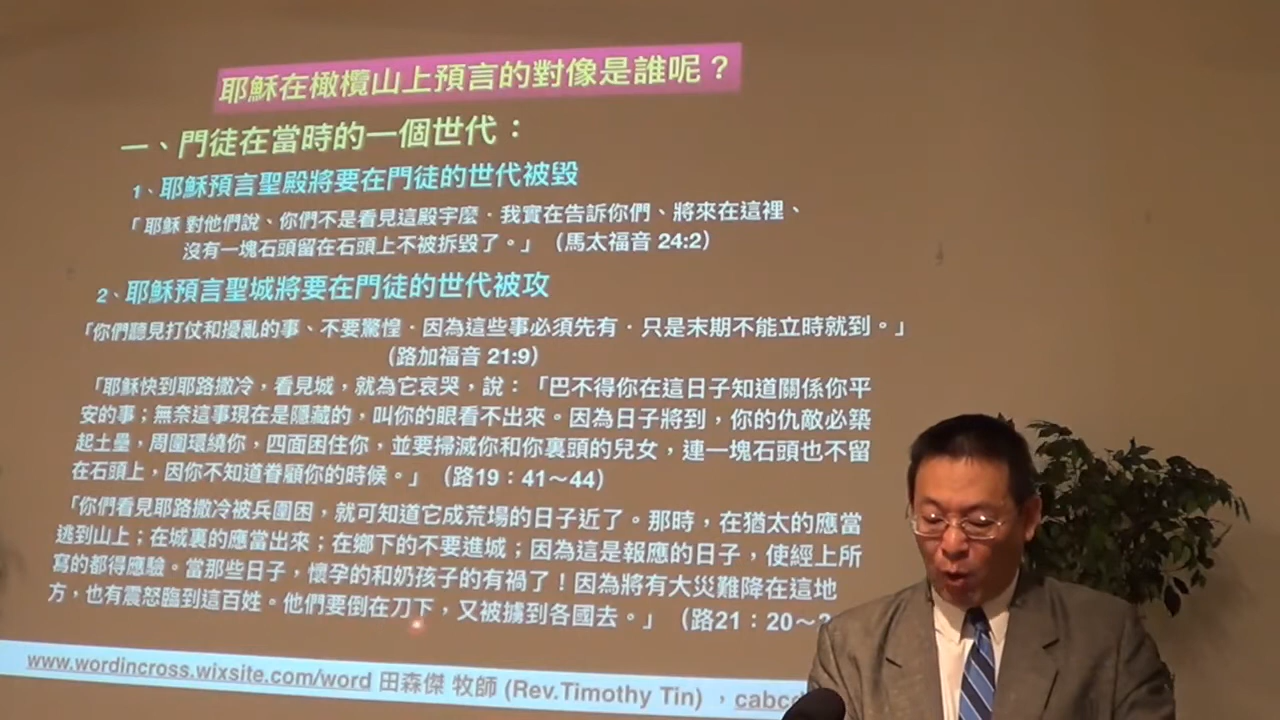 耶穌在橄欖山上預言的對像是誰呢？
一、門徒在當時的一個世代：
1、耶穌預言聖殿將要在門徒的世代被毀
「耶穌 對他們說、你們不是看見這殿宇麼．我實在告訴你們、將來在這裡、
沒有一塊石頭留在石頭上不被拆毀了。」（馬太福音 24:2）
2、耶穌預言聖城將要在門徒的世代被攻
「你們聽見打仗和擾亂的事、不要驚惶．因為這些事必須先有．只是末期不能立時就到。」
（路加福音 21:9）
「耶穌快到耶路撒冷，看見城，就為它哀哭，說：「巴不得你在這日子知道關係你平
安的事；無奈這事現在是隱藏的，叫你的眼看不出來。因為日子將到，你的仇敵必築
起土壘，周圍環繞你，四面困住你，並要掃滅你和你裏頭的兒女，連一塊石頭也不留
在石頭上，因你不知道眷顧你的時候。」（路19：41～44）
「你們看見耶路撒冷被兵圍困，就可知道它成荒場的日子近了。那時，在猶太的應當
逃到山上；在城裏的應當出來；在鄉下的不要進城；因為這是報應的日子，使經上所
寫的都得應驗。當那些日子，懷孕的和奶孩子的有禍了！因為將有大災難降在這地
方，也有震怒臨到這百姓。他們要倒在刀下，又被擄到各國去。」（路21：20～
www.wordincross.wixsite.com/word 田森傑 牧師 (Rev.Timothy Tin) ，cabc